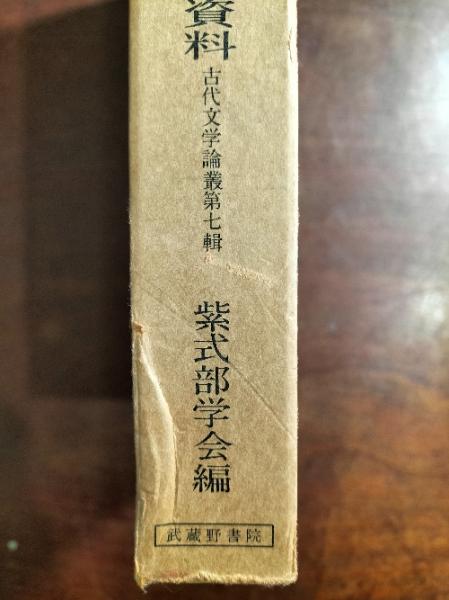 資料
古代文学論叢第七輯
紫式部学会編
武蔵野書院